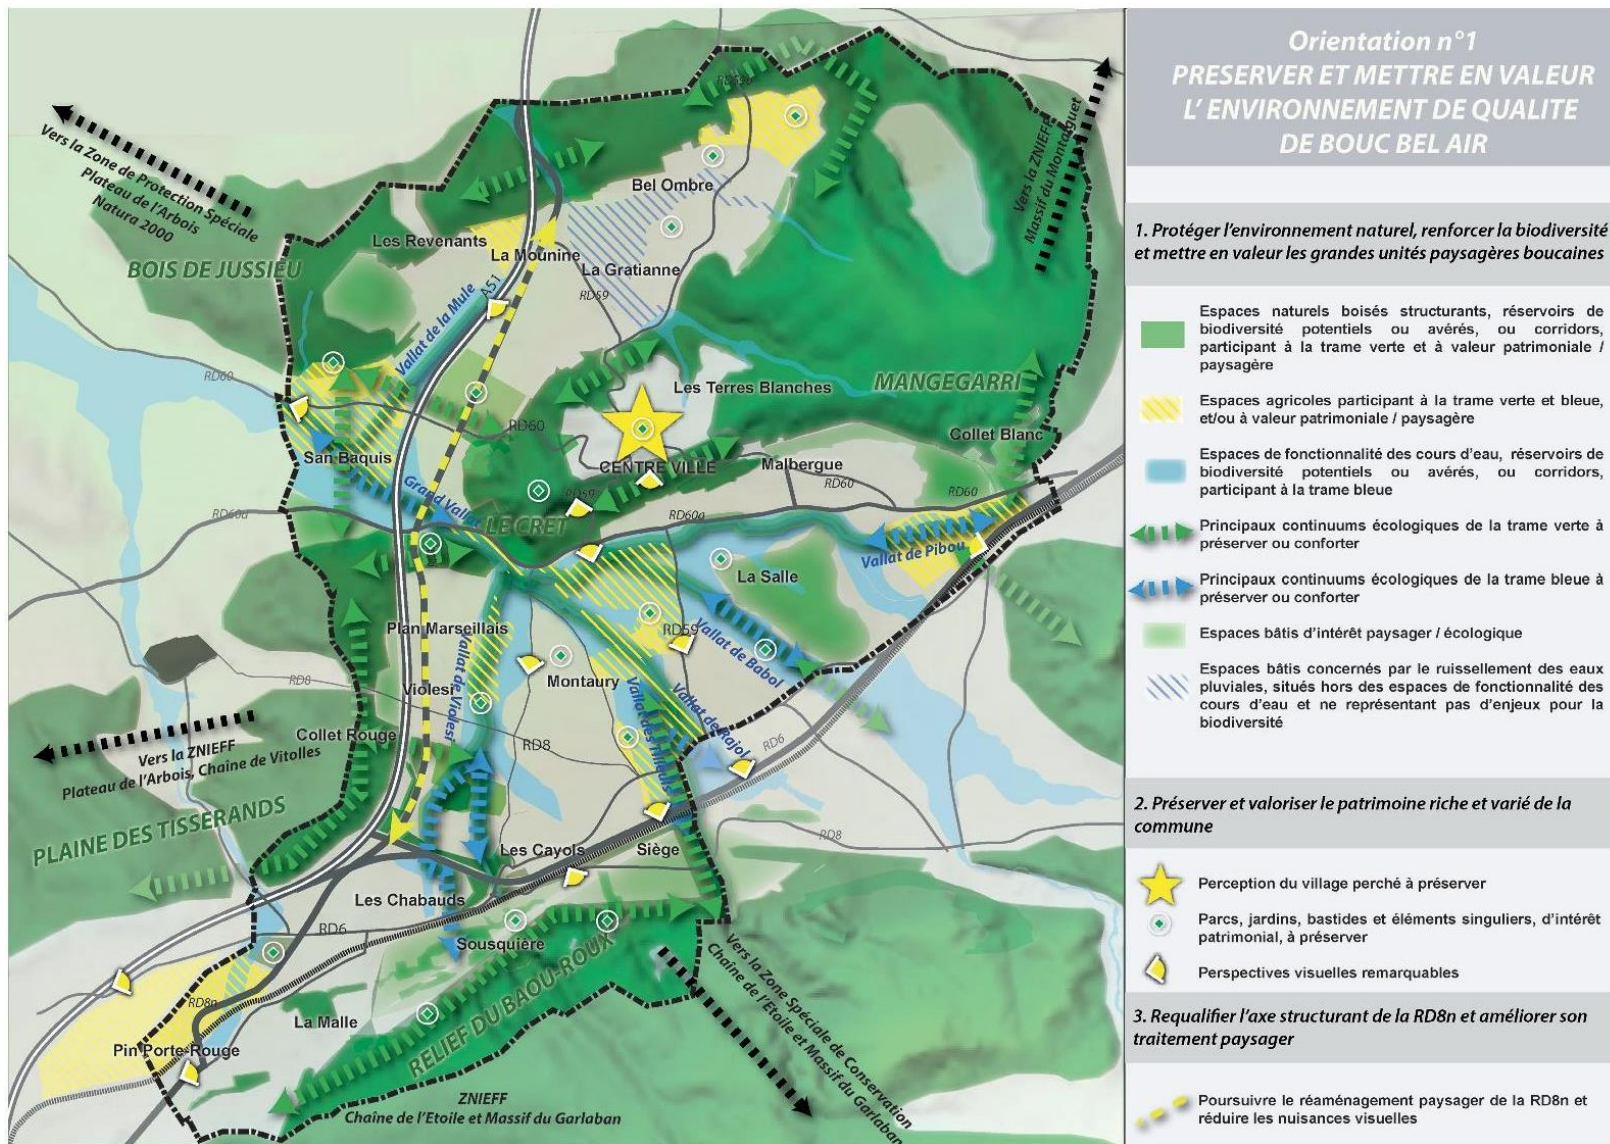 Orientation n°1
PRESERVER ET METTRE EN VALEUR
L' ENVIRONNEMENT DE QUALITE
DE BOUC BEL AIR
1. Protéger l'environnement naturel, renforcer la biodiversité
et mettre en valeur les grandes unités paysagères boucaines
Espaces naturels boisés structurants, réservoirs de
biodiversité potentiels ou avérés, ou corridors,
participant à la trame verte et à valeur patrimoniale /
paysagère
Espaces agricoles participant à la trame verte et bleue,
et/ou à valeur patrimoniale / paysagère
Espaces de fonctionnalité des cours d'eau, réservoirs de
biodiversité potentiels ou avérés, ou corridors,
participant à la trame bleue
Principaux continuums écologiques de la trame verte à
préserver ou conforter
Principaux continuums écologiques de la trame bleue à
préserver ou conforter
Espaces bâtis d'intérêt paysager / écologique
Espaces bâtis concernés par le ruissellement des eaux
pluviales, situés hors des espaces de fonctionnalité des
cours d'eau et ne représentant pas d'enjeux pour la
biodiversité
2. Préserver et valoriser le patrimoine riche et varié de la
commune
Perception du village perché à préserver
Parcs, jardins, bastides et éléments singuliers, d'intérêt
patrimonial, à préserver
Perspectives visuelles remarquables
3. Requalifier l'axe structurant de la RD8n et améliorer son
traitement paysager
Poursuivre le réaménagement paysager de la RD8n et
réduire les nuisances visuelles
Vers la Zone de Protection Spéciale
Plateau de l'Arbois
Natura 2000
BOIS DE JUSSIEU
Vers la ZNIEFF
Massif du Montaiguet
Bel Ombre
Les Revenants
La Mounine
La Gratianne
RD59
A51
Vallat de la Mule
RD60
RD60
Les Terres Blanches
MANGEGARRI
Collet Blanc
San Baquis
CENTRE VILLE
Malbergue
RD60
RD60
RD59
Grand Vallat
LE CRET
RD60a
RD60a
Vallat de Pibou
La Salle
Plan Marseillais
Vallat de Violesi
RD59
Vallat de Babol
RD8
Violesi
Montaury
Vallat de Rajol
Vallat des Tilleuls
Collet Rouge
RD8
RD6
Vers la ZNIEFF
Plateau de l'Arbois, Chaîne de Vitolles
PLAINE DES TISSERANDS
RD8
Les Cayols
Siège
Les Chabauds
RD6
Sousquière
RELIEF DU BAOU-ROUX
RD8n
La Malle
Pin Porte-Rouge
Vers la Zone Spéciale de Conservation
Chaîne de l'Etoile et Massif du Garlaban
ZNIEFF
Chaîne de l'Etoile et Massif du Garlaban